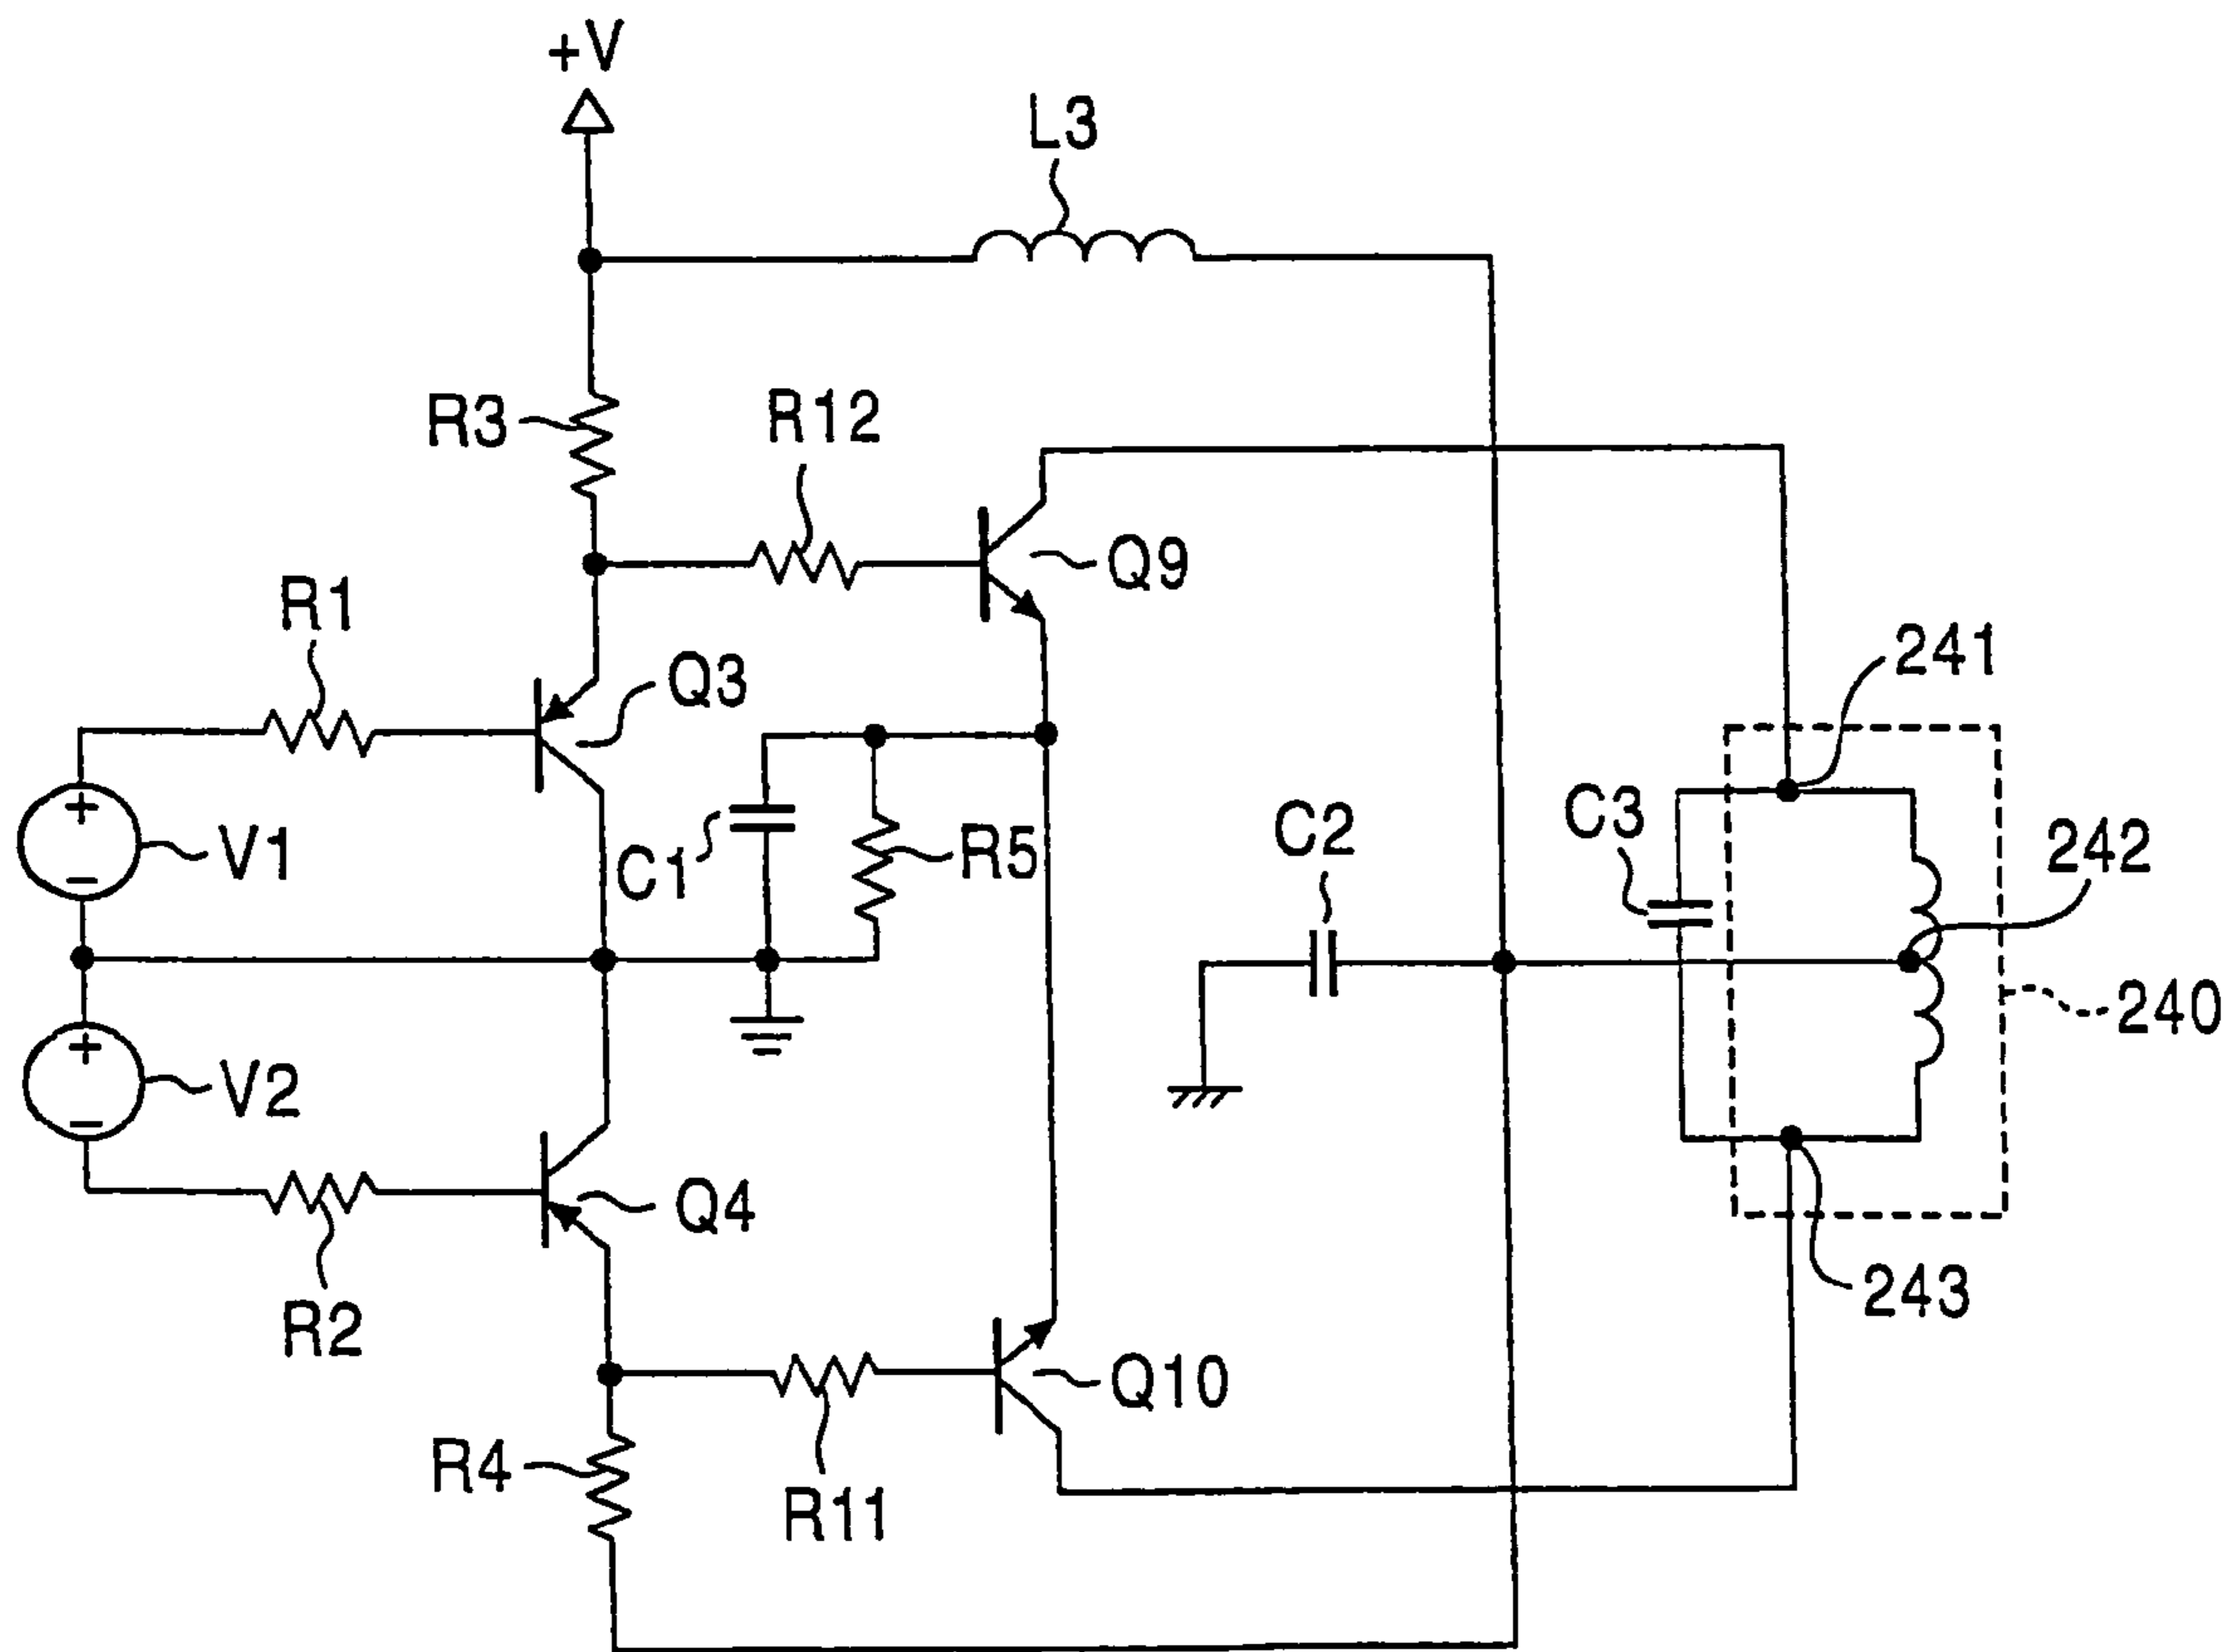 +V
L3
R3
R12
Q9
R1
Q3
241
+
V1
−
C1
R5
C2
C3
242
+
V2
−
240
Q4
R2
243
Q10
R4
R11